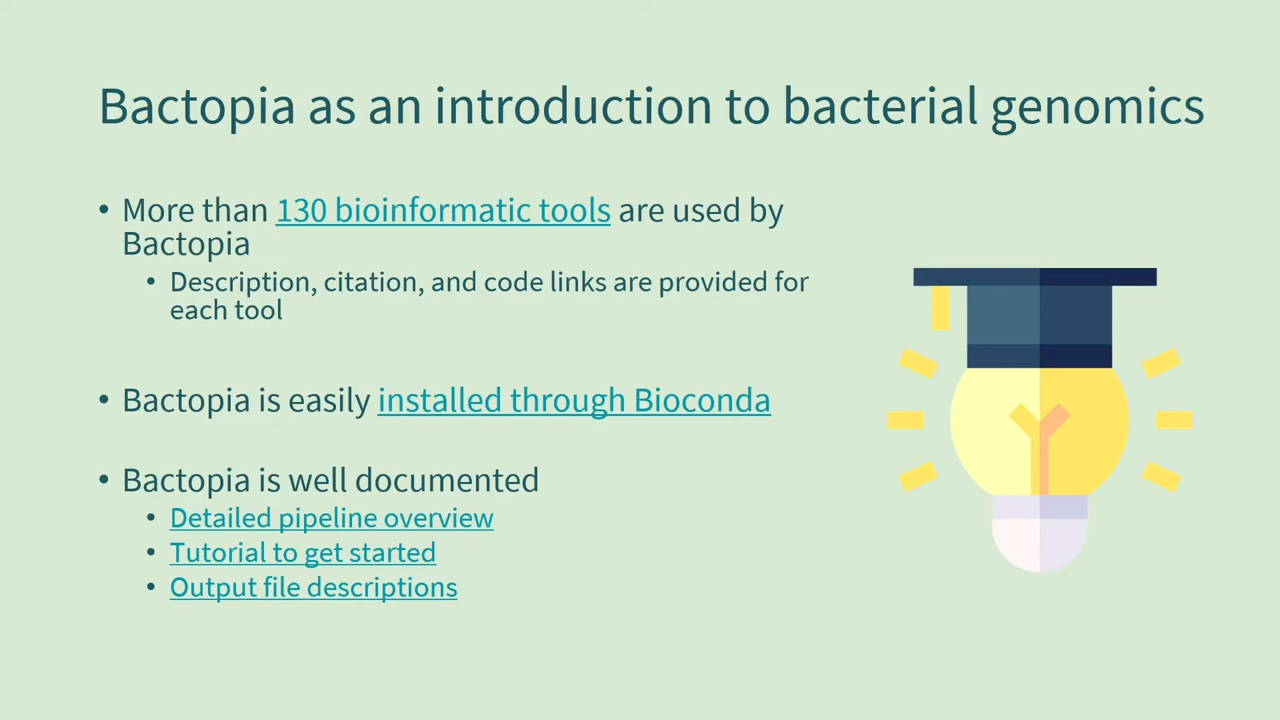 Bactopia as an introduction to bacterial genomics
• More than 130 bioinformatic tools are used by
Bactopia
• Description, citation, and code links are provided for
each tool
• Bactopia is easily installed through Bioconda
• Bactopia is well documented
• Detailed pipeline overview
• Tutorial to get started
• Output file descriptions